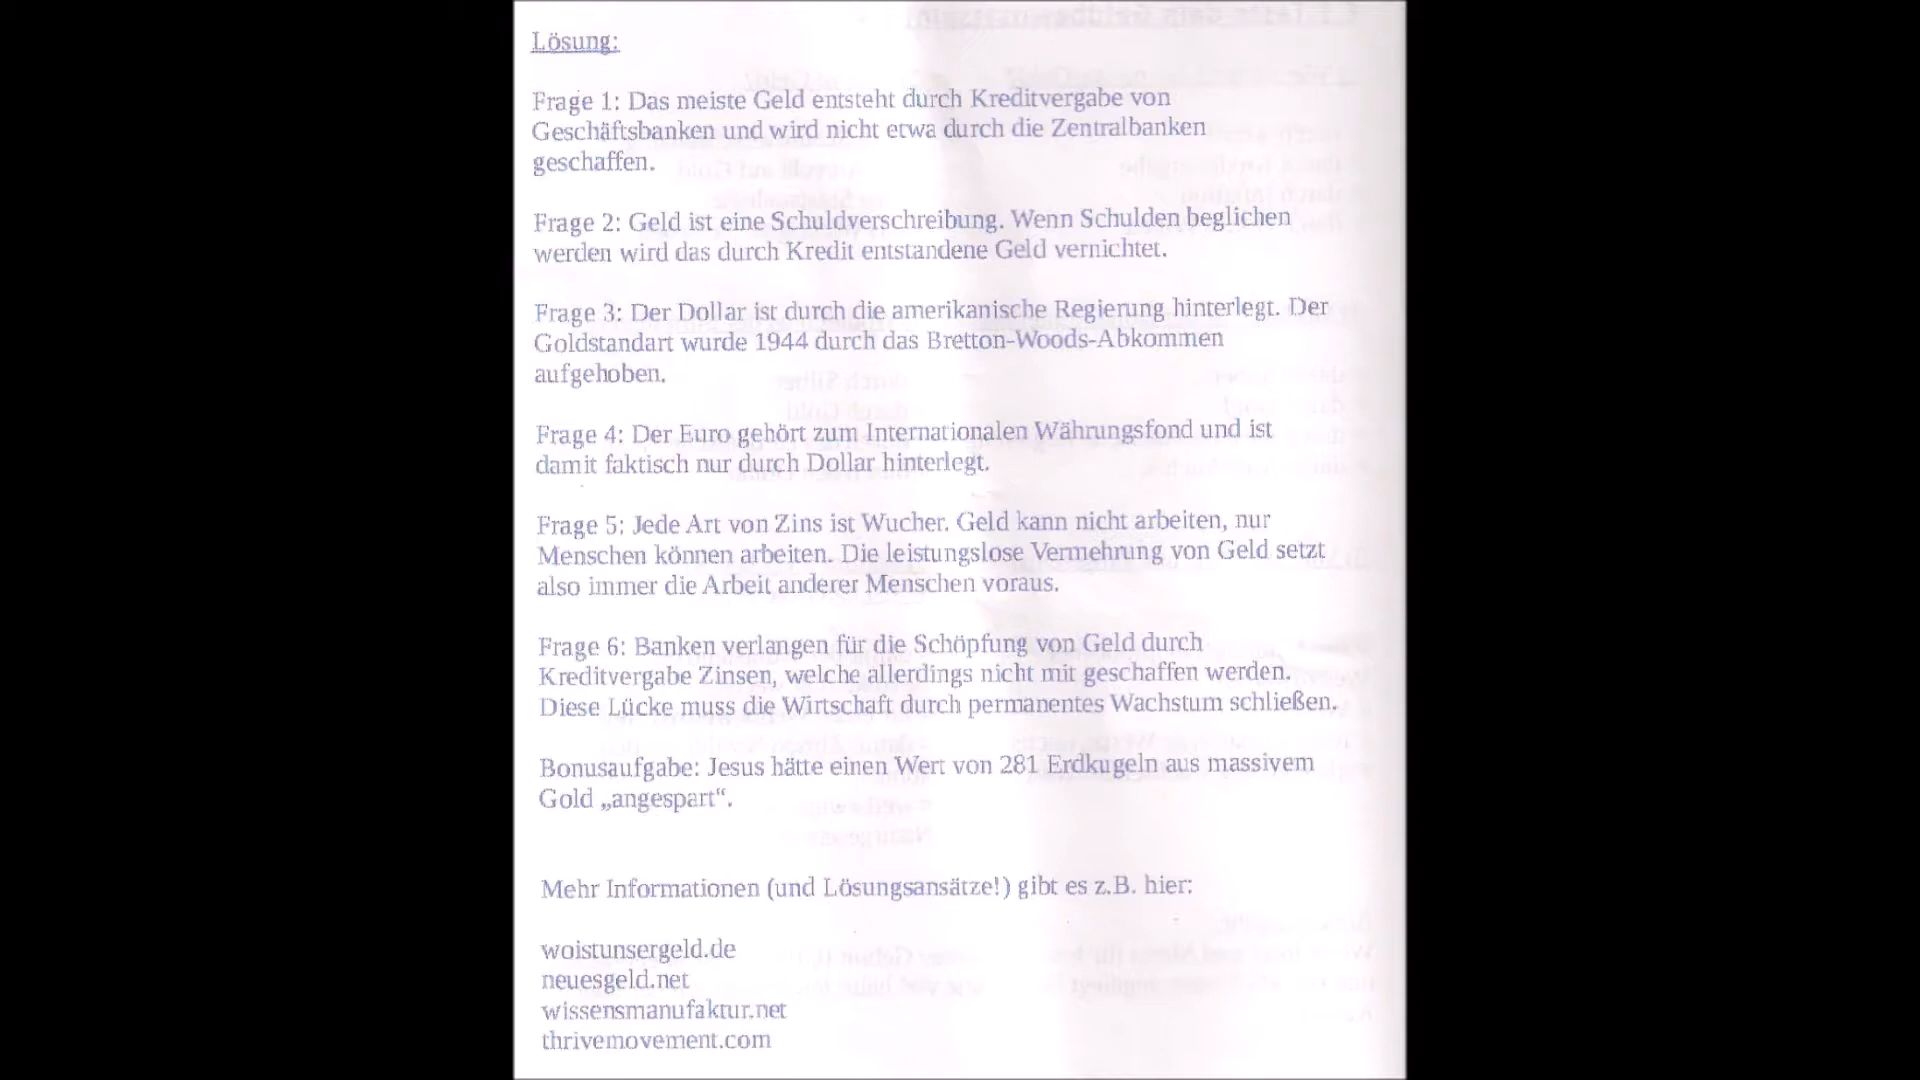 Lösung:
Frage 1: Das meiste Geld entsteht durch Kreditvergabe von
Geschäftsbanken und wird nicht etwa durch die Zentralbanken
geschaffen.
Frage 2: Geld ist eine Schuldverschreibung. Wenn Schulden beglichen
werden wird das durch Kredit entstandene Geld vernichtet.
Frage 3: Der Dollar ist durch die amerikanische Regierung hinterlegt. Der
Goldstandart wurde 1944 durch das Bretton-Woods-Abkommen
aufgehoben.
Frage 4: Der Euro gehört zum Internationalen Währungsfond und ist
damit faktisch nur durch Dollar hinterlegt.
Frage 5: Jede Art von Zins ist Wucher. Geld kann nicht arbeiten, nur
Menschen können arbeiten. Die leistungslose Vermehrung von Geld setzt
also immer die Arbeit anderer Menschen voraus.
Frage 6: Banken verlangen für die Schöpfung von Geld durch
Kreditvergabe Zinsen, welche allerdings nicht mit geschaffen werden.
Diese Lücke muss die Wirtschaft durch permanentes Wachstum schließen.
Bonusaufgabe: Jesus hätte einen Wert von 281 Erdkugeln aus massivem
Gold „angespart“.
Mehr Informationen (und Lösungsansätze!) gibt es z.B. hier:
woistunsergeld.de
neuesgeld.net
wissensmanufaktur.net
thrivemovement.com